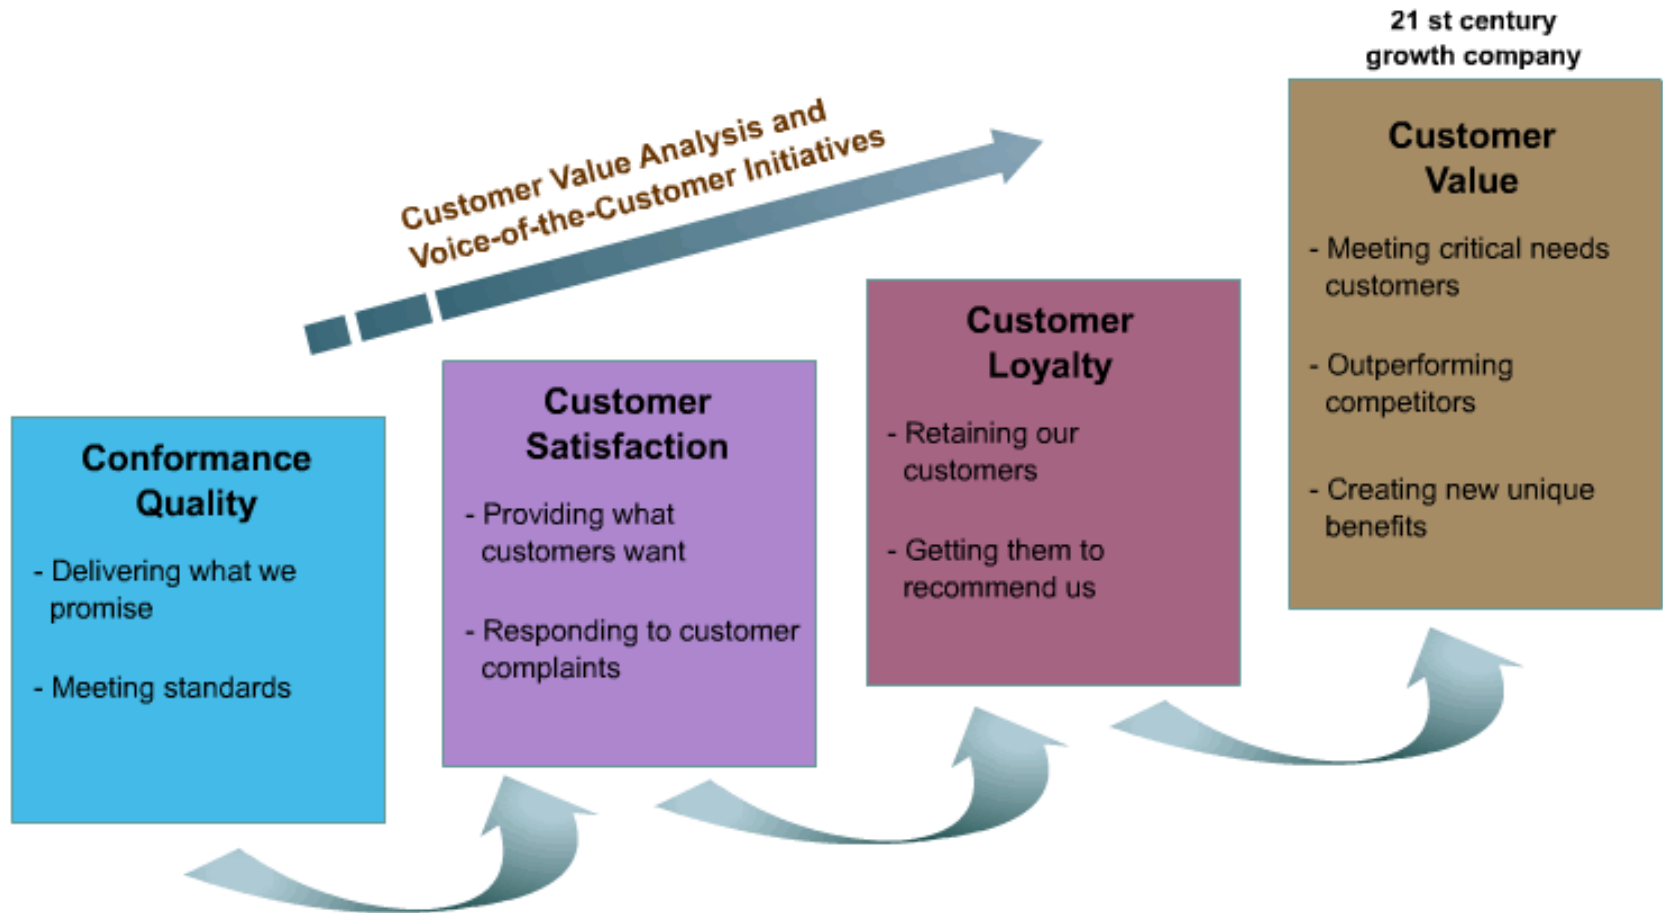 21 st century
growth company
Customer Value Analysis and
Voice-of-the-Customer Initiatives
Conformance
Quality
- Delivering what we
promise
- Meeting standards
Customer
Satisfaction
- Providing what
customers want
- Responding to customer
complaints
Customer
Loyalty
- Retaining our
customers
- Getting them to
recommend us
Customer
Value
- Meeting critical needs
customers
- Outperforming
competitors
- Creating new unique
benefits